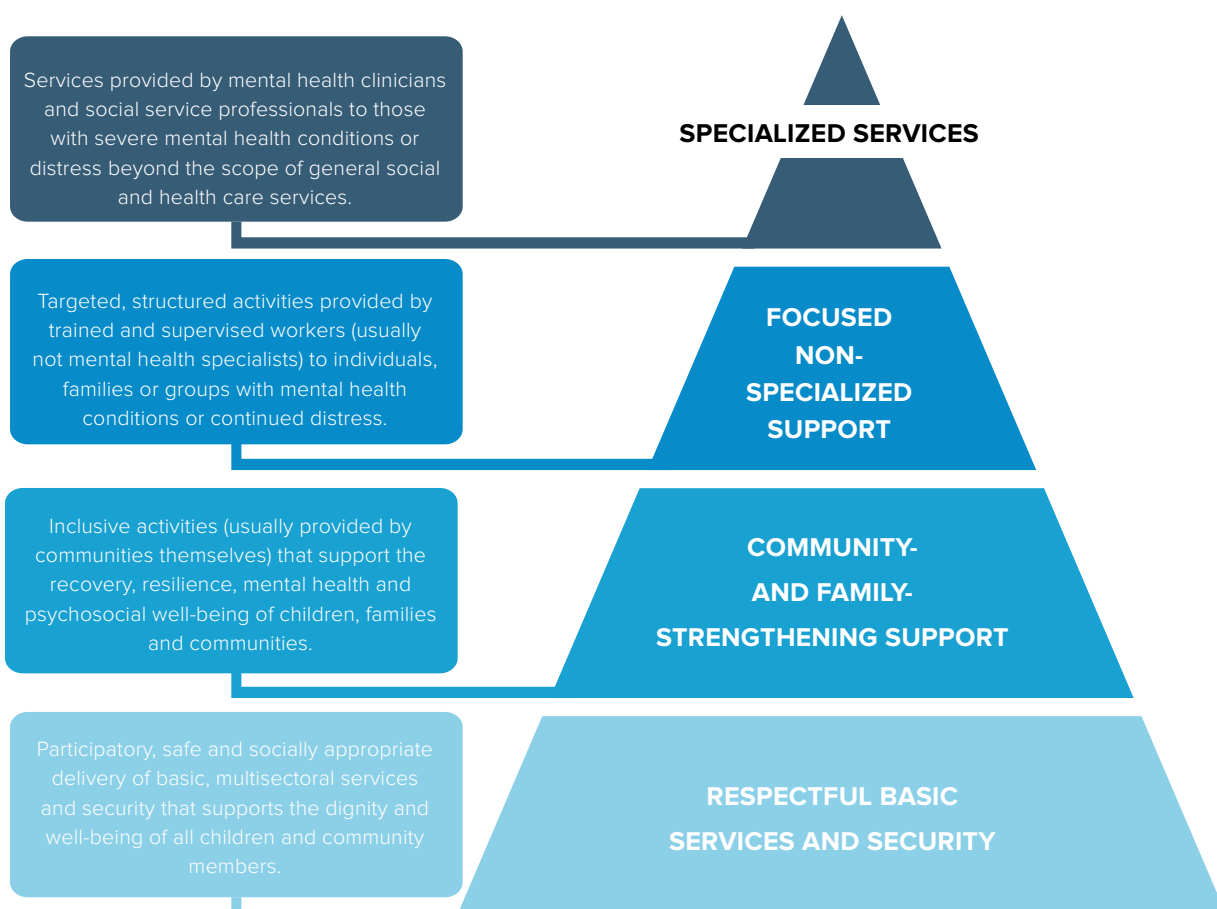 Services provided by mental health clinicians
and social service professionals to those
with severe mental health conditions or
distress beyond the scope of general social
and health care services.
SPECIALIZED SERVICES
Targeted, structured activities provided by
trained and supervised workers (usually
not mental health specialists) to individuals,
families or groups with mental health
conditions or continued distress.
FOCUSED
NON-
SPECIALIZED
SUPPORT
Inclusive activities (usually provided by
communities themselves) that support the
recovery, resilience, mental health and
psychosocial well-being of children, families
and communities.
COMMUNITY-
AND FAMILY-
STRENGTHENING SUPPORT
Participatory, safe and socially appropriate
delivery of basic, multisectoral services
and security that supports the dignity and
well-being of all children and community
members.
RESPECTFUL BASIC
SERVICES AND SECURITY